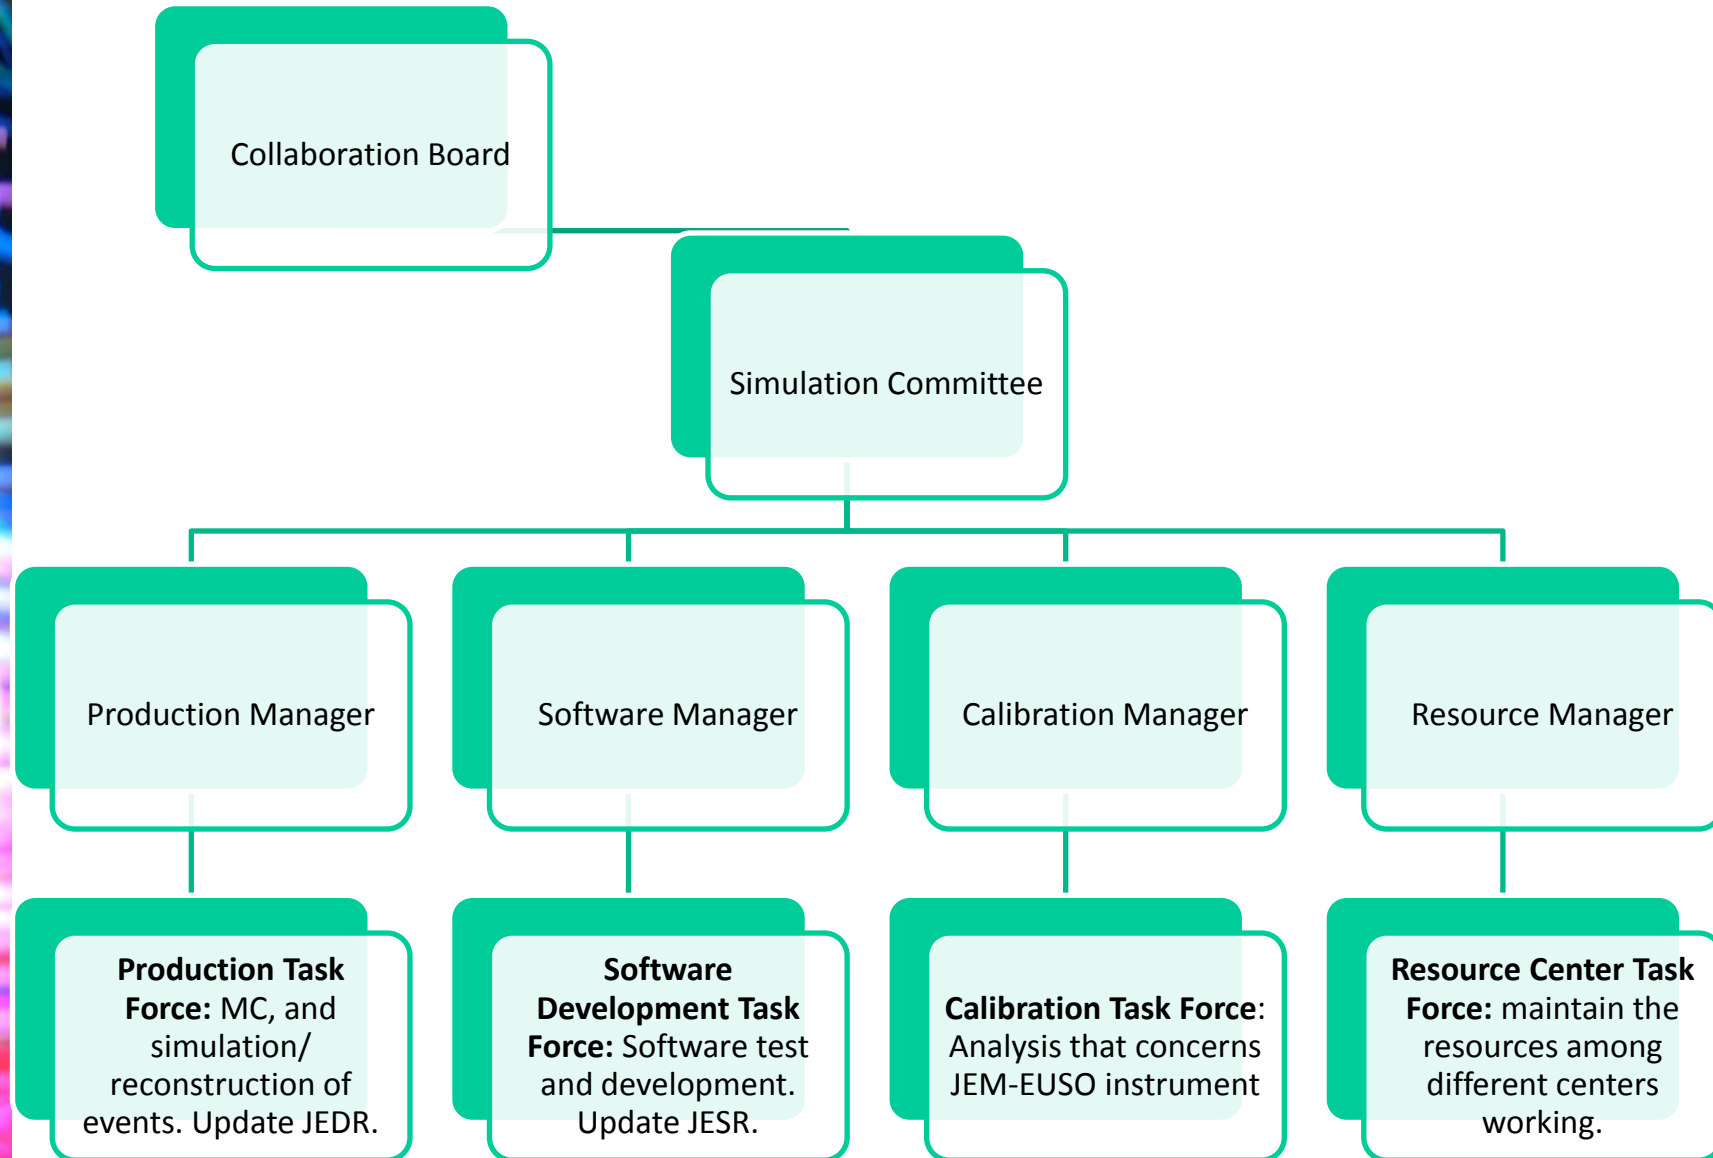 Collaboration Board
Simulation Committee
Production Manager
Software Manager
Calibration Manager
Resource Manager
Production Task
Force: MC, and
simulation/
reconstruction of
events. Update JEDR.
Software
Development Task
Force: Software test
and development.
Update JESR.
Calibration Task Force:
Analysis that concerns
JEM-EUSO instrument
Resource Center Task
Force: maintain the
resources among
different centers
working.